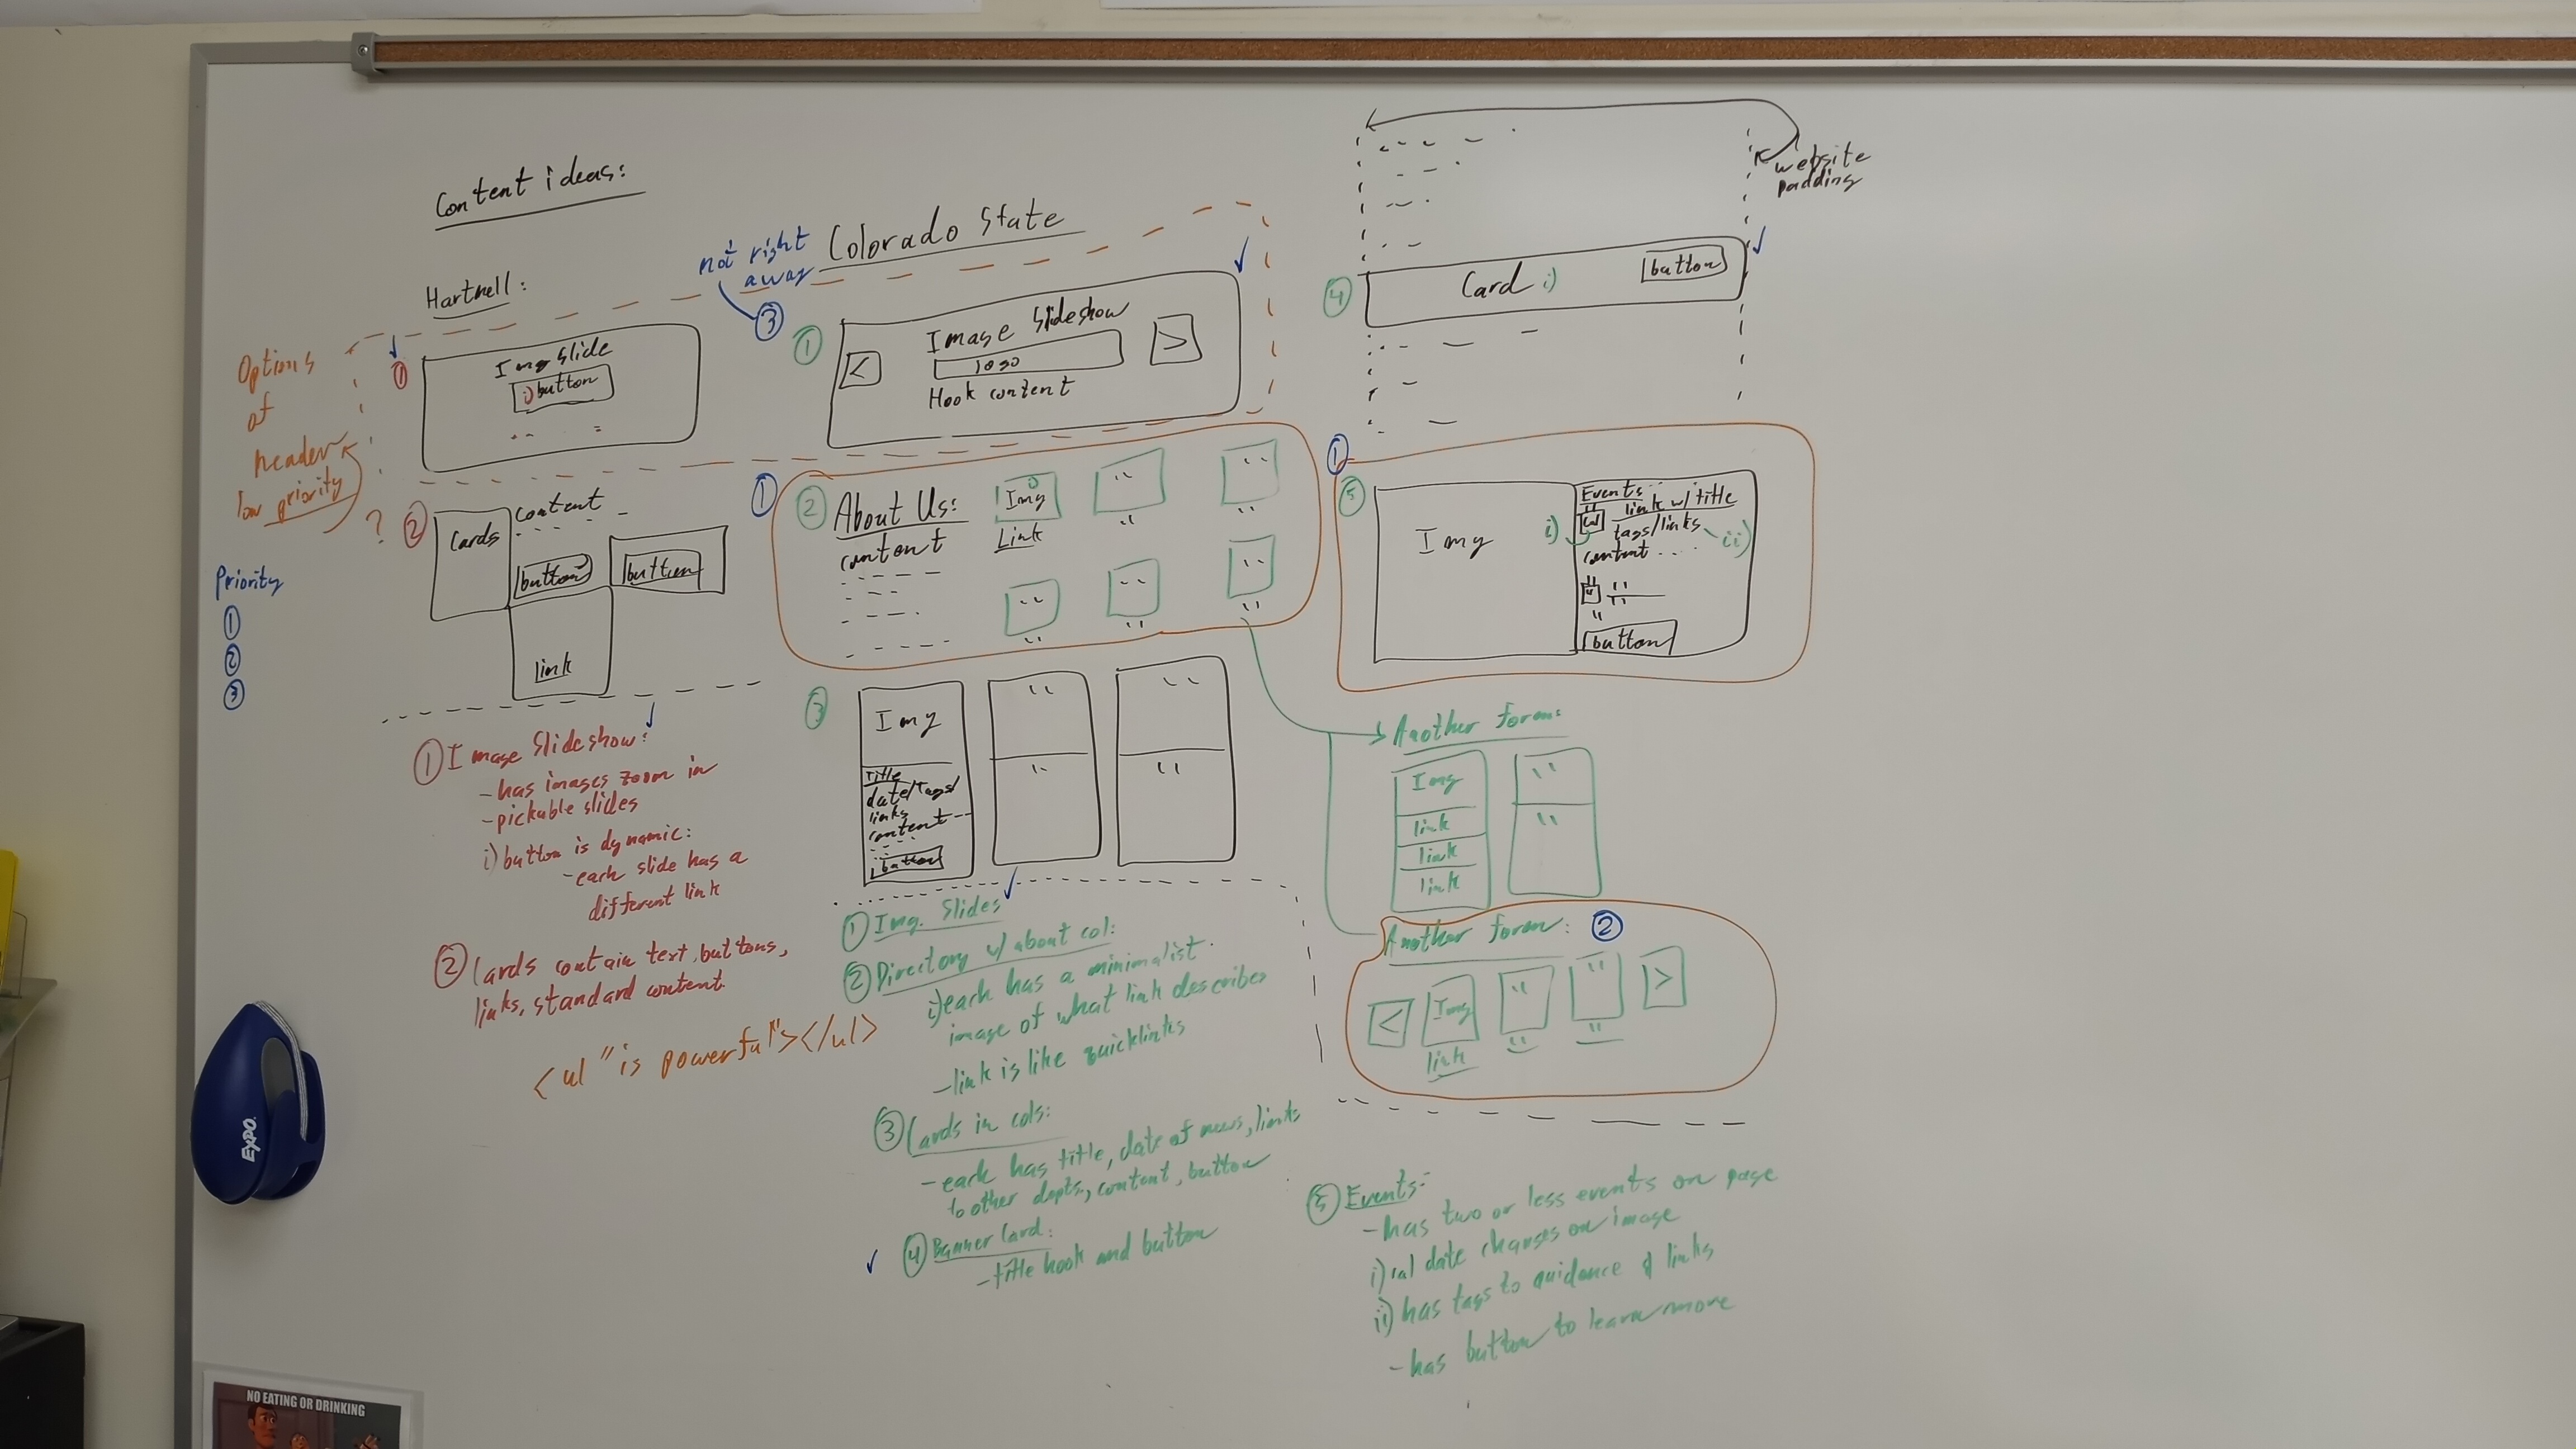 Content ideas:
Hartnell:
Options
of
header
low priority
Priority
①
②
③
①
Img slide
i) button
?
②
Cards
content
button
button
link
① Image Slideshow:
- has images zoom in
- pickable slides
i) button is dynamic:
- each slide has a
different link
② Cards contain text, buttons,
links, standard content
<ul "is powerful"></ul>
not right
away
③
Colorado State
①
Image Slideshow
<
logo
>
Hook content
①
②
About Us:
content
i)
Img
Link
③
Img
Title
date/Tags/
links
content
button
① Img. Slides
② Directory w/ about col:
i) each has a minimalist
image of what link describes
- link is like quicklinks
③ Cards in cols:
- each has title, date of news, links
to other depts, content, button
④ Banner Card:
- title hook and button
website
padding
④
Card i)
button
①
⑤
Img
Events
i)
cal
link w/ title
tags/links
ii)
content
button
Another form:
Img
link
link
link
Another form: ②
<
Img
link
>
⑤ Events:
- has two or less events on page
i) cal date changes on image
ii) has tags to guidance of links
- has button to learn more
EXPO
NO EATING OR DRINKING